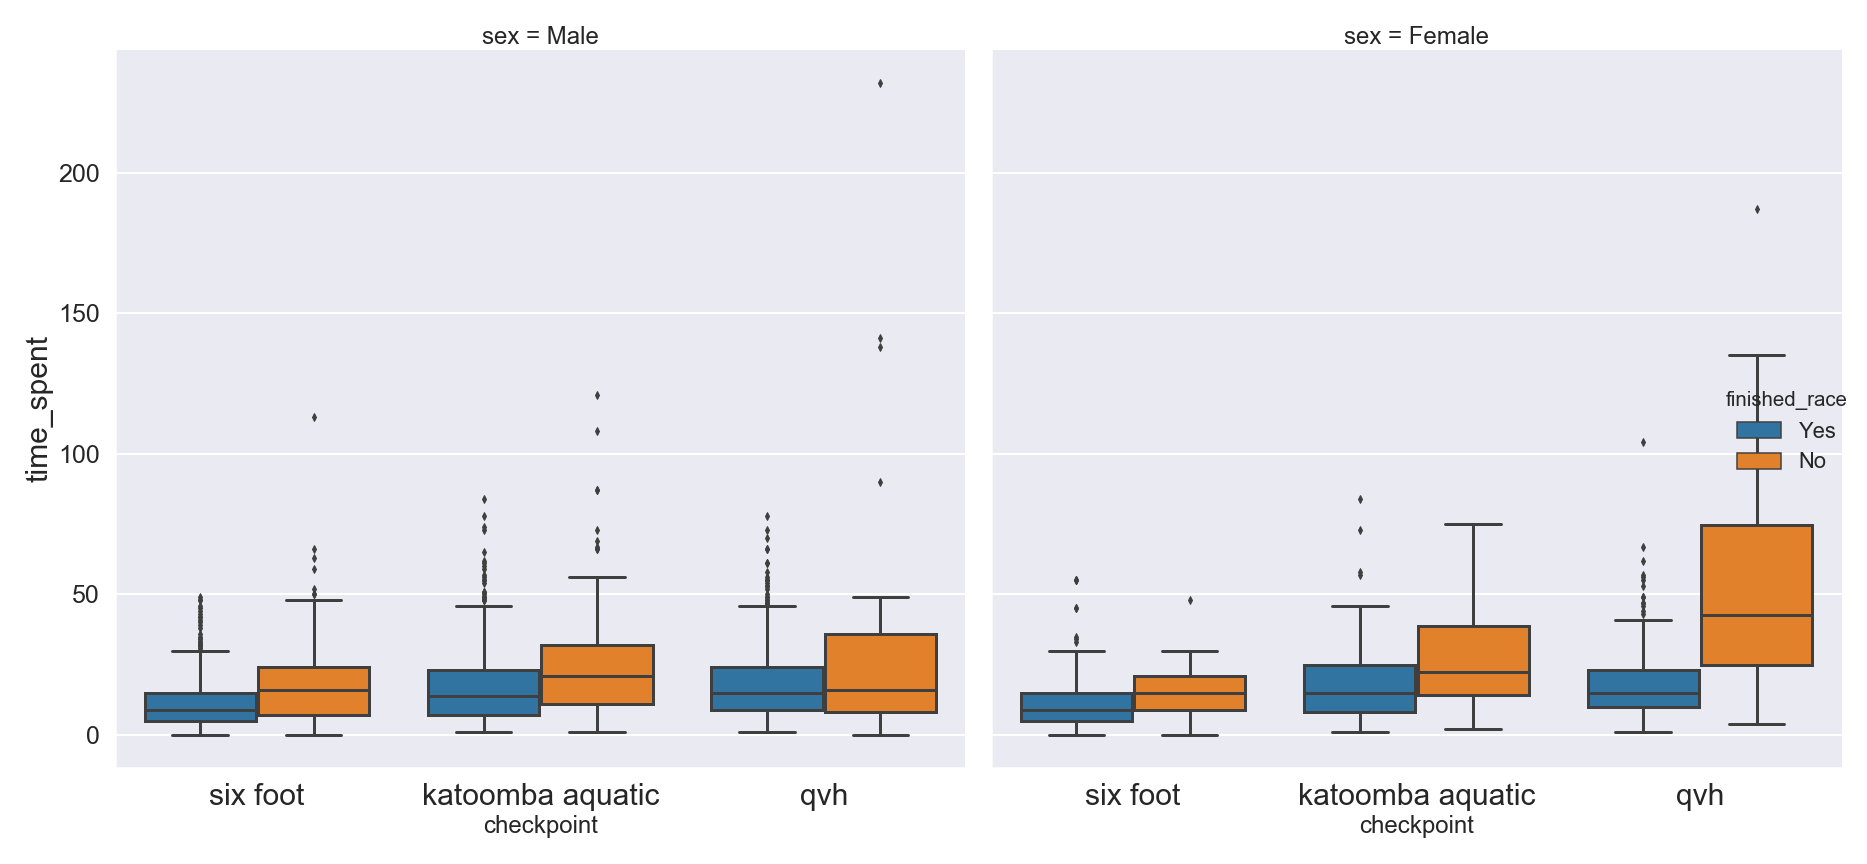 sex = Male
sex = Female
time_spent
200
150
100
50
0
finished_race
Yes
No
six foot
katoomba aquatic
qvh
checkpoint
six foot
katoomba aquatic
qvh
checkpoint